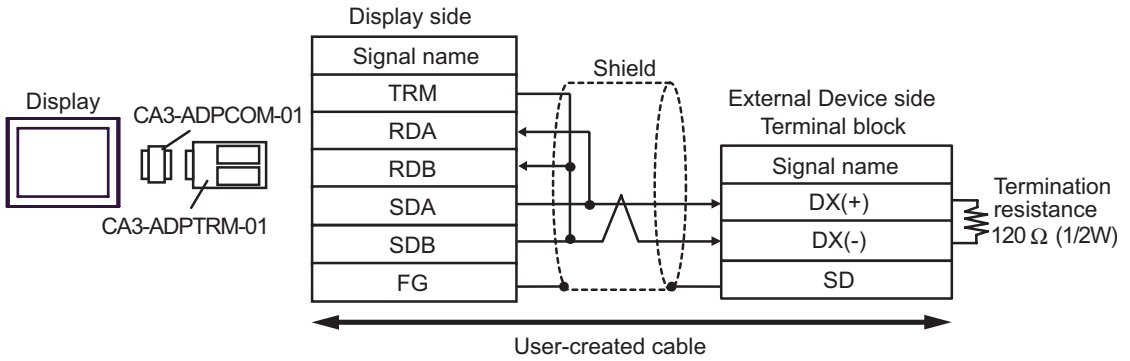 Display side
Signal name
TRM
RDA
RDB
SDA
SDB
FG
Shield
Display
CA3-ADPCOM-01
CA3-ADPTRM-01
External Device side
Terminal block
Signal name
DX(+)
DX(-)
SD
Termination
resistance
120 Ω (1/2W)
User-created cable